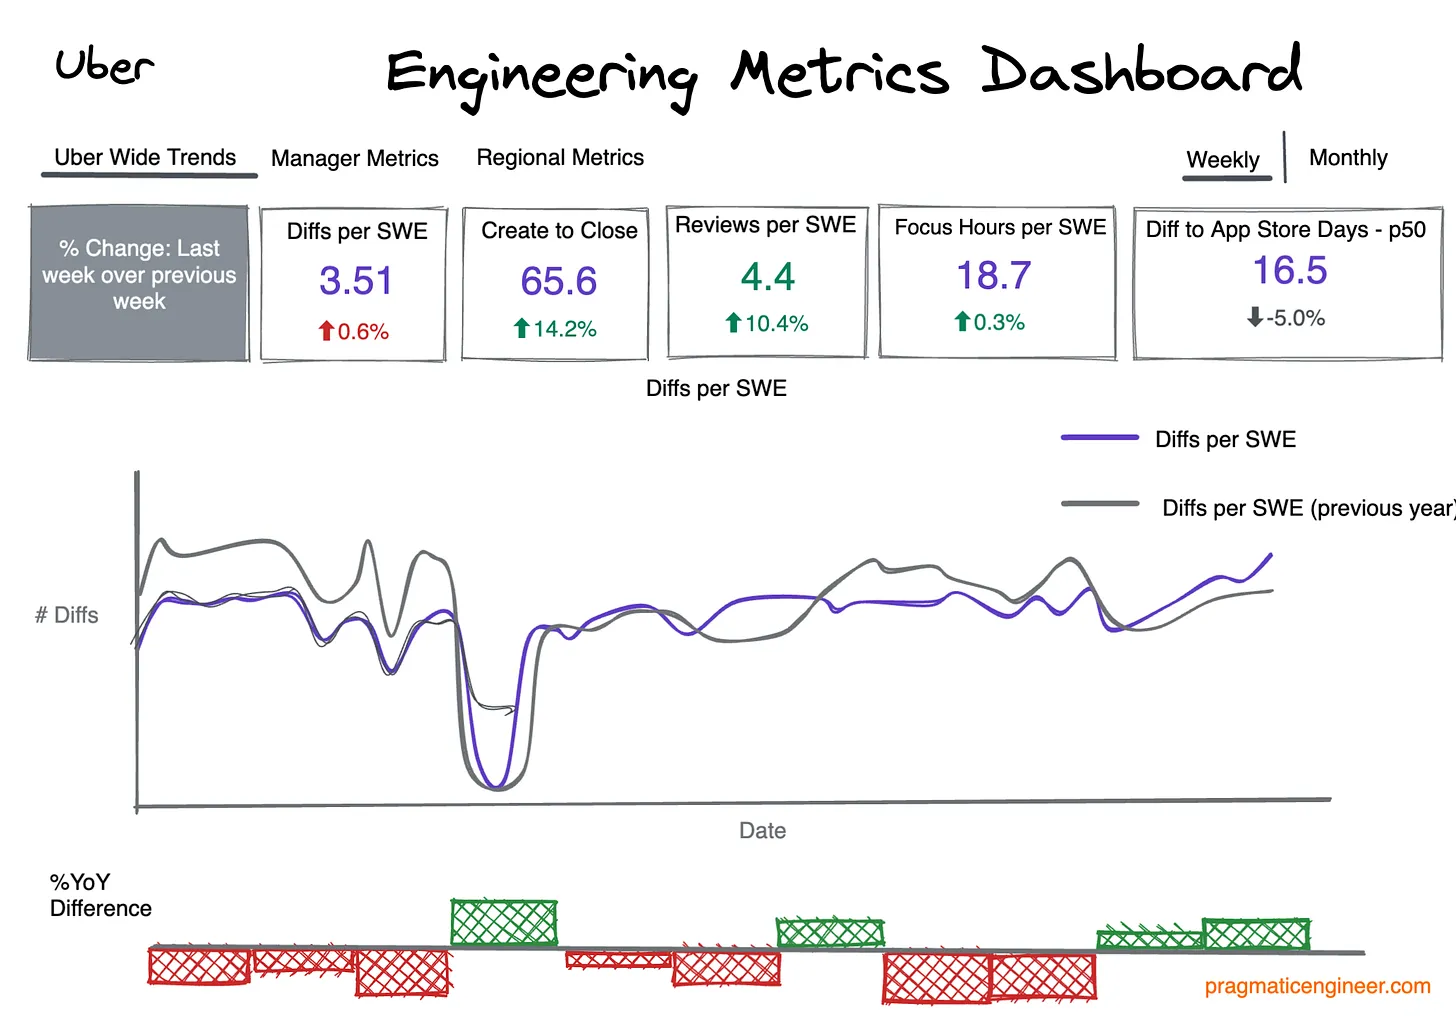 Uber
Engineering Metrics Dashboard
Uber Wide Trends
Manager Metrics
Regional Metrics
Weekly
Monthly
% Change: Last
week over previous
week
Diffs per SWE
3.51
0.6%
Create to Close
65.6
14.2%
Reviews per SWE
4.4
10.4%
Focus Hours per SWE
18.7
0.3%
Diff to App Store Days - p50
16.5
-5.0%
Diffs per SWE
Diffs per SWE
Diffs per SWE (previous year)
# Diffs
Date
%YoY
Difference
pragmaticengineer.com